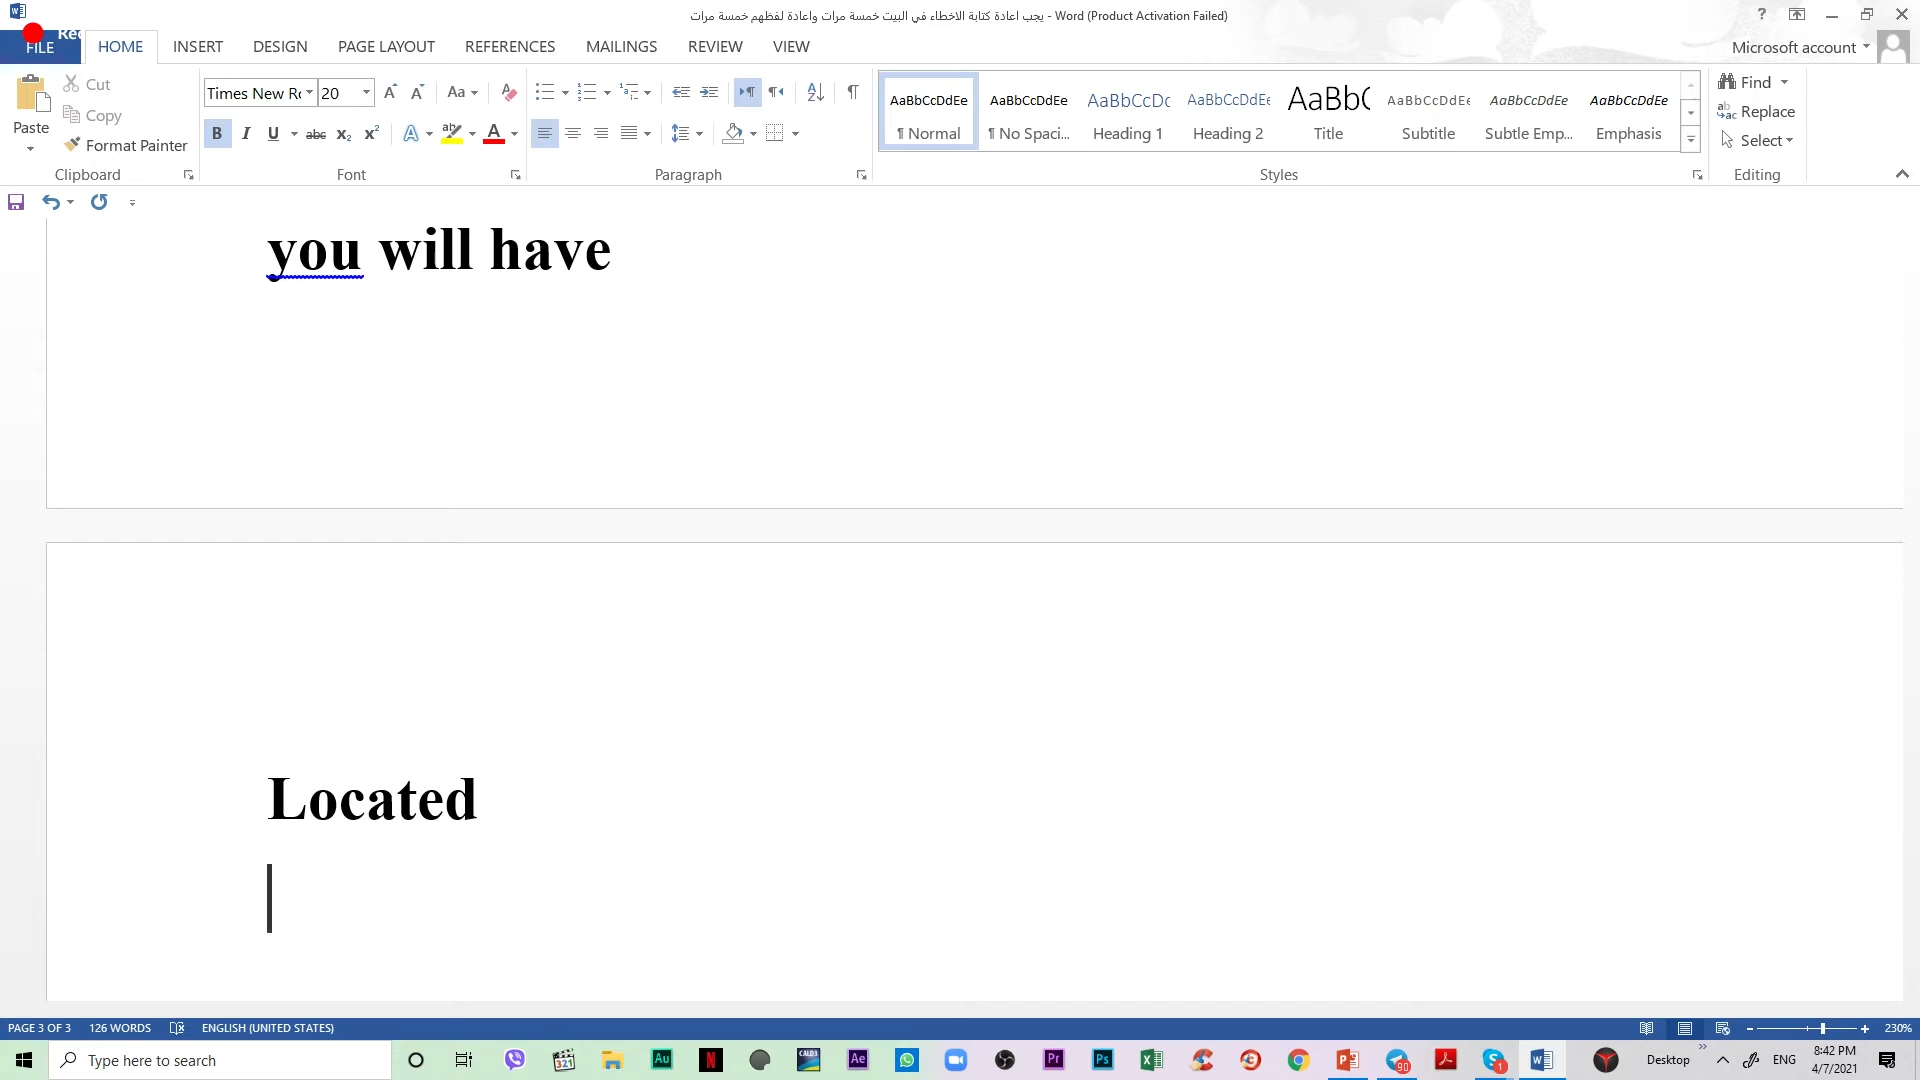 يجب اعادة كتابة الاخطاء في البيت خمسة مرات واعادة لفظهم خمسة مرات - Word (Product Activation Failed)
FILE
HOME
INSERT
DESIGN
PAGE LAYOUT
REFERENCES
MAILINGS
REVIEW
VIEW
Microsoft account
Paste
Cut
Copy
Format Painter
Clipboard
Times New Ro
20
Font
Paragraph
AaBbCcDdEe
¶ Normal
AaBbCcDdEe
¶ No Spaci...
AaBbCcDc
Heading 1
AaBbCcDdEe
Heading 2
AaBb(
Title
AaBbCcDdEe
Subtitle
AaBbCcDdEe
Subtle Emp...
AaBbCcDdEe
Emphasis
Styles
Find
Replace
Select
Editing
you will have
Located
PAGE 3 OF 3
126 WORDS
ENGLISH (UNITED STATES)
230%
Type here to search
Desktop
ENG
8:42 PM
4/7/2021